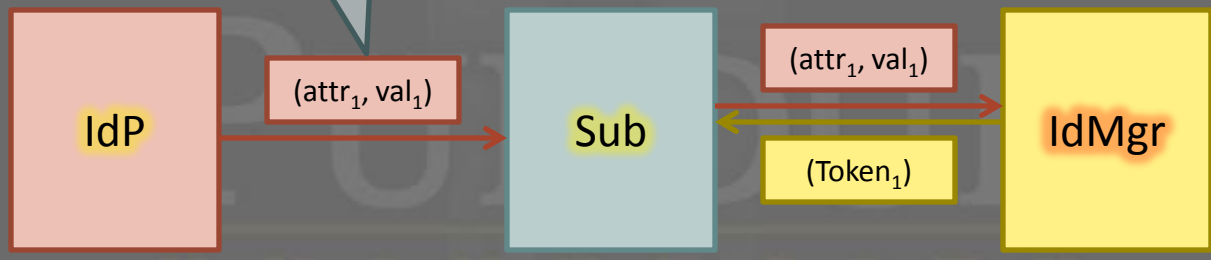 IdP
(attr₁, val₁)
Sub
(attr₁, val₁)
(Token₁)
IdMgr